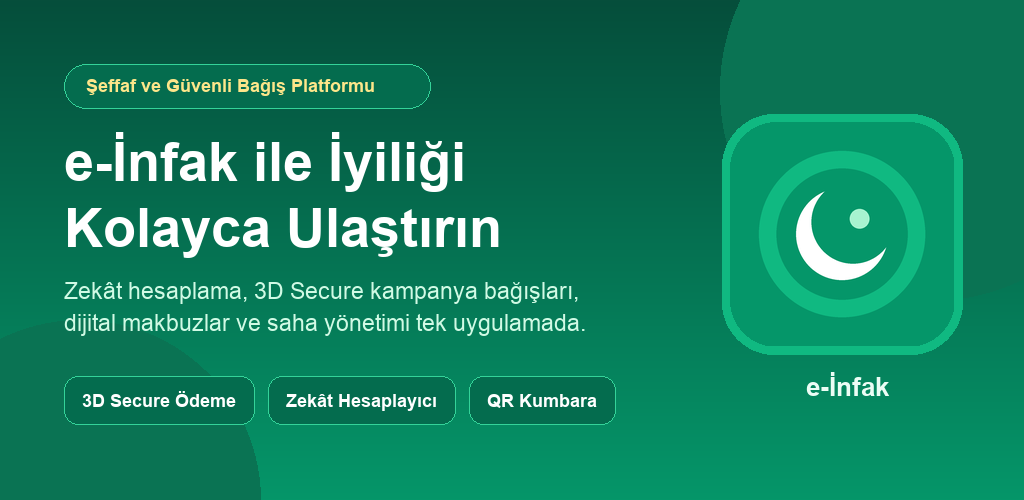 Şeffaf ve Güvenli Bağış Platformu
e-İnfak ile İyiliği
Kolayca Ulaştırın
Zekât hesaplama, 3D Secure kampanya bağışları,
dijital makbuzlar ve saha yönetimi tek uygulamada.
3D Secure Ödeme
Zekât Hesaplayıcı
QR Kumbara
e-İnfak